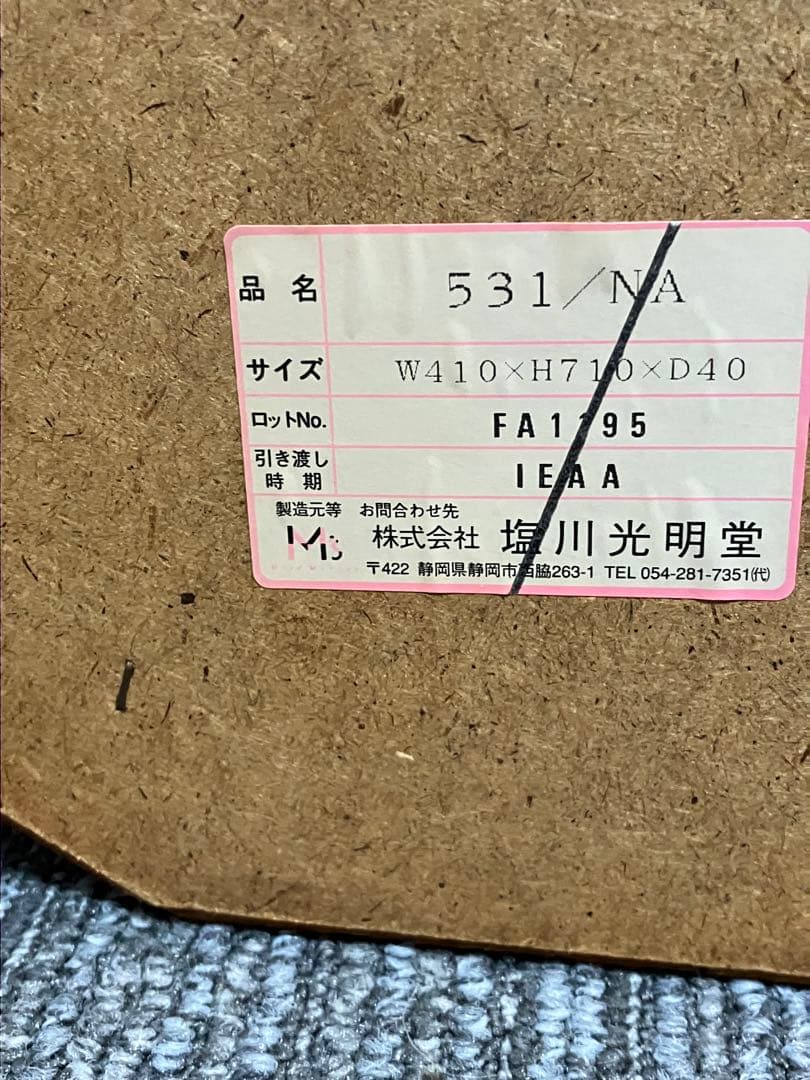 品名 531/NA
サイズ W410×H710×D40
ロットNo. FA1195
引き渡し
時期 IEAA
製造元等 お問合わせ先
株式会社 塩川光明堂
〒422 静岡県静岡市西脇263-1 TEL 054-281-7351㈹